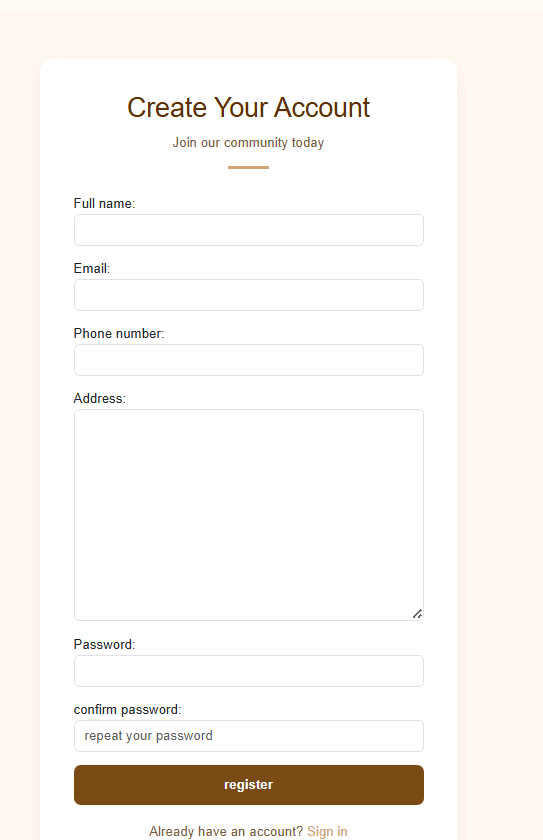 Create Your Account
Join our community today
Full name:
Email:
Phone number:
Address:
Password:
confirm password:
repeat your password
register
Already have an account? Sign in